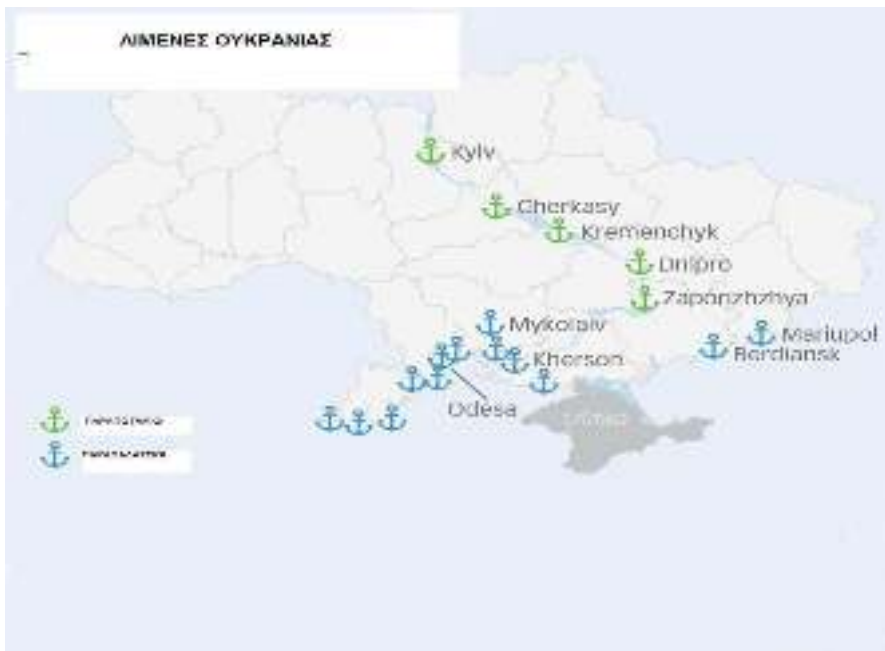 ΛΙΜΕΝΕΣ ΟΥΚΡΑΝΙΑΣ
Kyiv
Cherkasy
Kremenchyk
Dnipro
Zaporizhzhya
Mykolaiv
Mariupol
Berdiansk
Kherson
Odesa